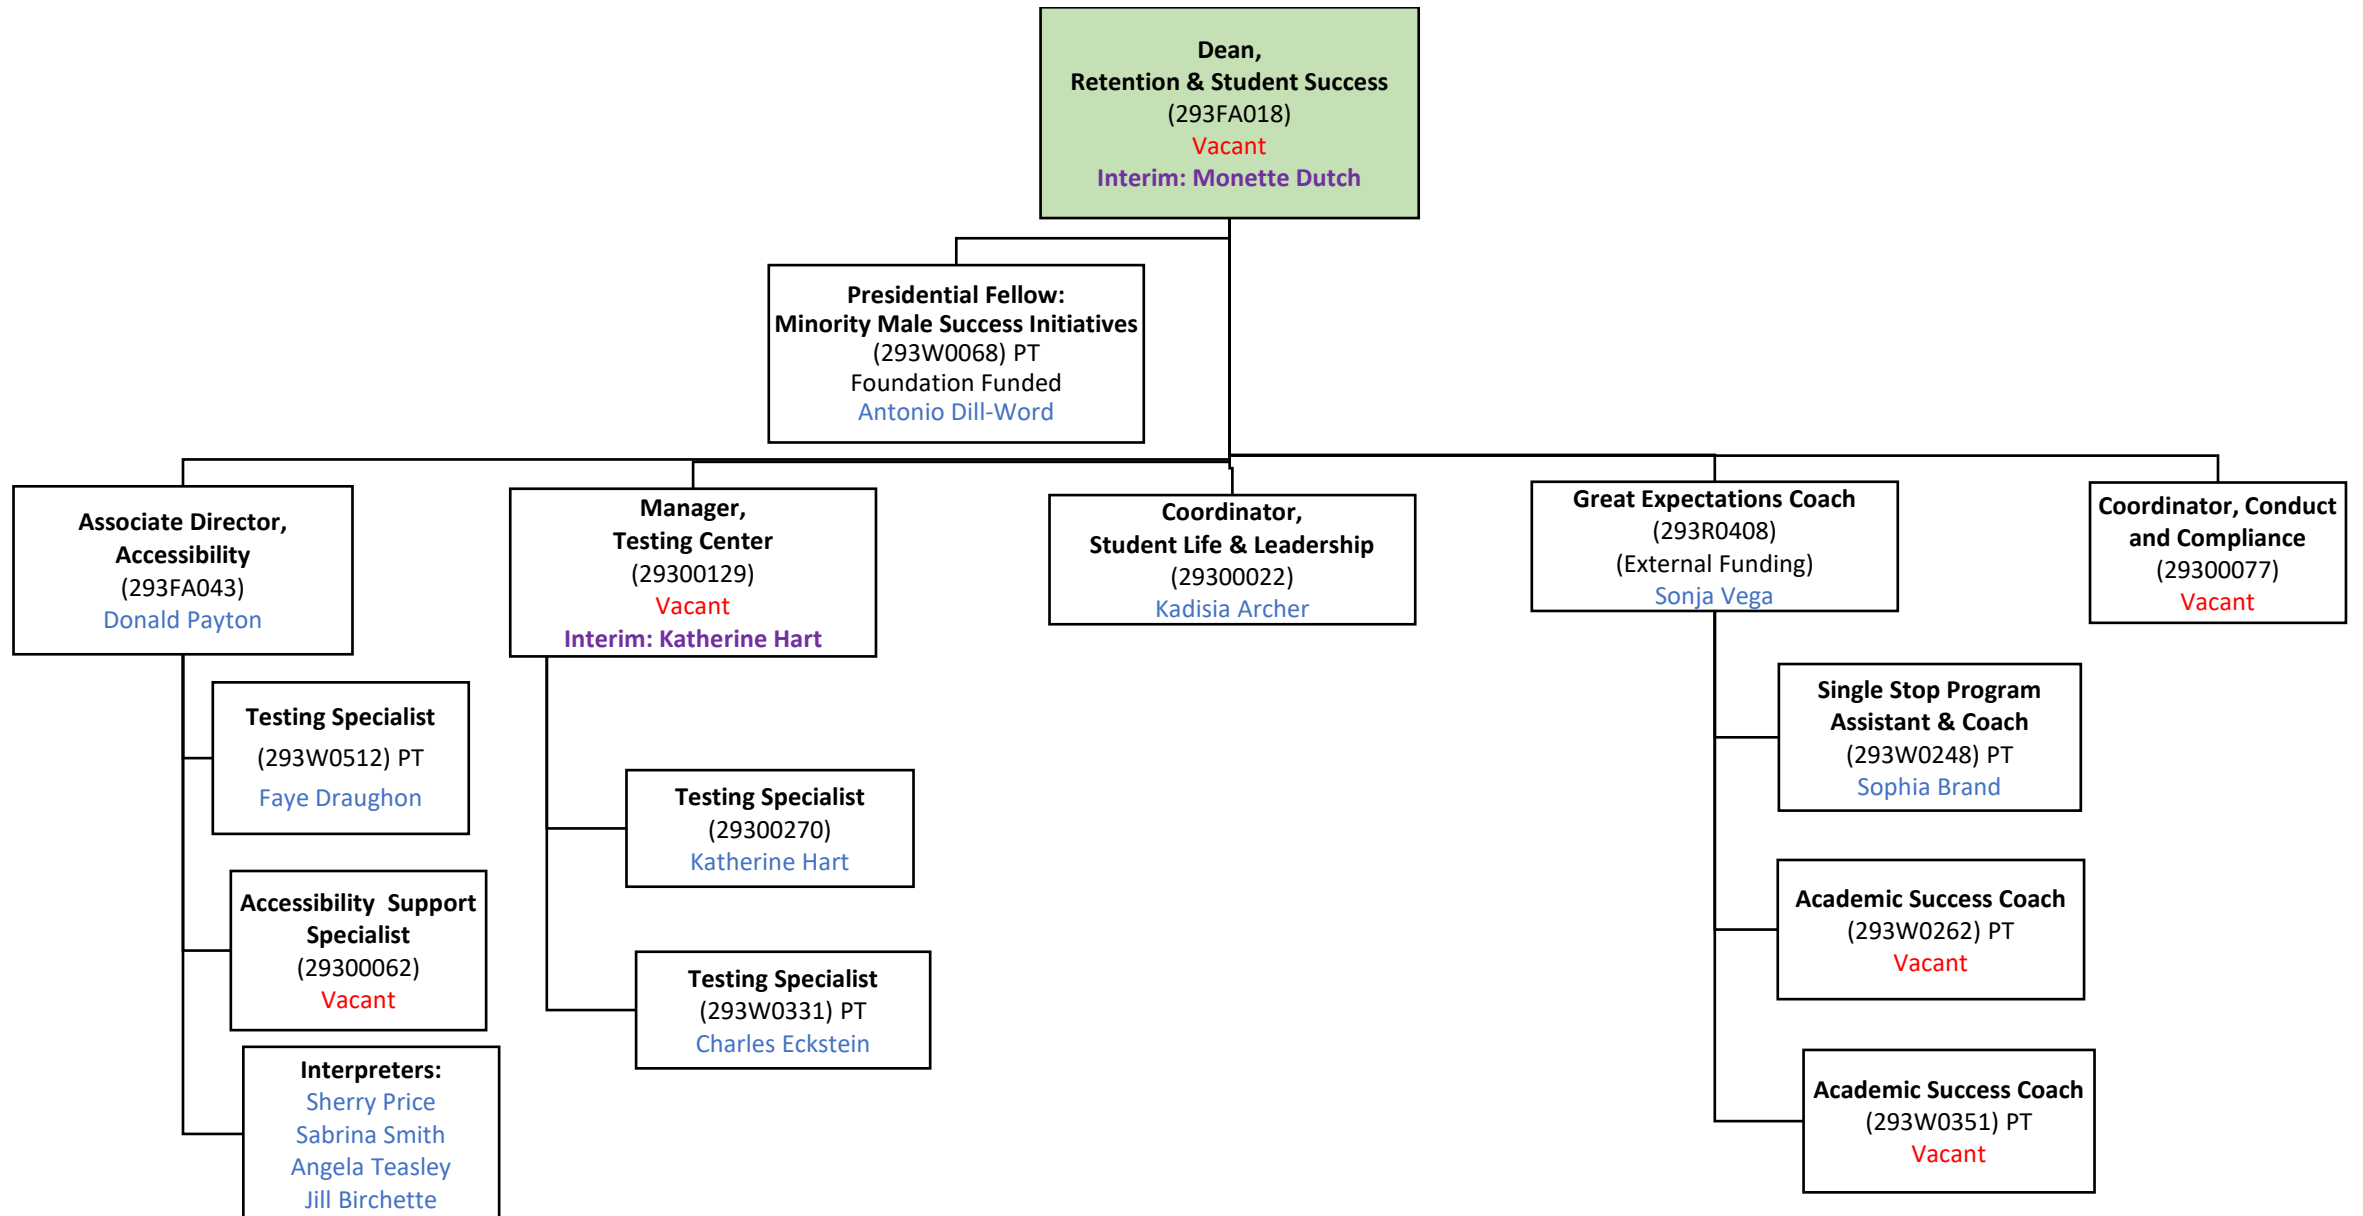 Dean,
Retention & Student Success
(293FA018)
Vacant
Interim: Monette Dutch
Presidential Fellow:
Minority Male Success Initiatives
(293W0068) PT
Foundation Funded
Antonio Dill-Word
Associate Director,
Accessibility
(293FA043)
Donald Payton
Manager,
Testing Center
(29300129)
Vacant
Interim: Katherine Hart
Coordinator,
Student Life & Leadership
(29300022)
Kadisia Archer
Great Expectations Coach
(293R0408)
(External Funding)
Sonja Vega
Coordinator, Conduct
and Compliance
(29300077)
Vacant
Testing Specialist
(293W0512) PT
Faye Draughon
Accessibility  Support
Specialist
(29300062)
Vacant
Interpreters:
Sherry Price
Sabrina Smith
Angela Teasley
Jill Birchette
Testing Specialist
(29300270)
Katherine Hart
Testing Specialist
(293W0331) PT
Charles Eckstein
Single Stop Program
Assistant & Coach
(293W0248) PT
Sophia Brand
Academic Success Coach
(293W0262) PT
Vacant
Academic Success Coach
(293W0351) PT
Vacant